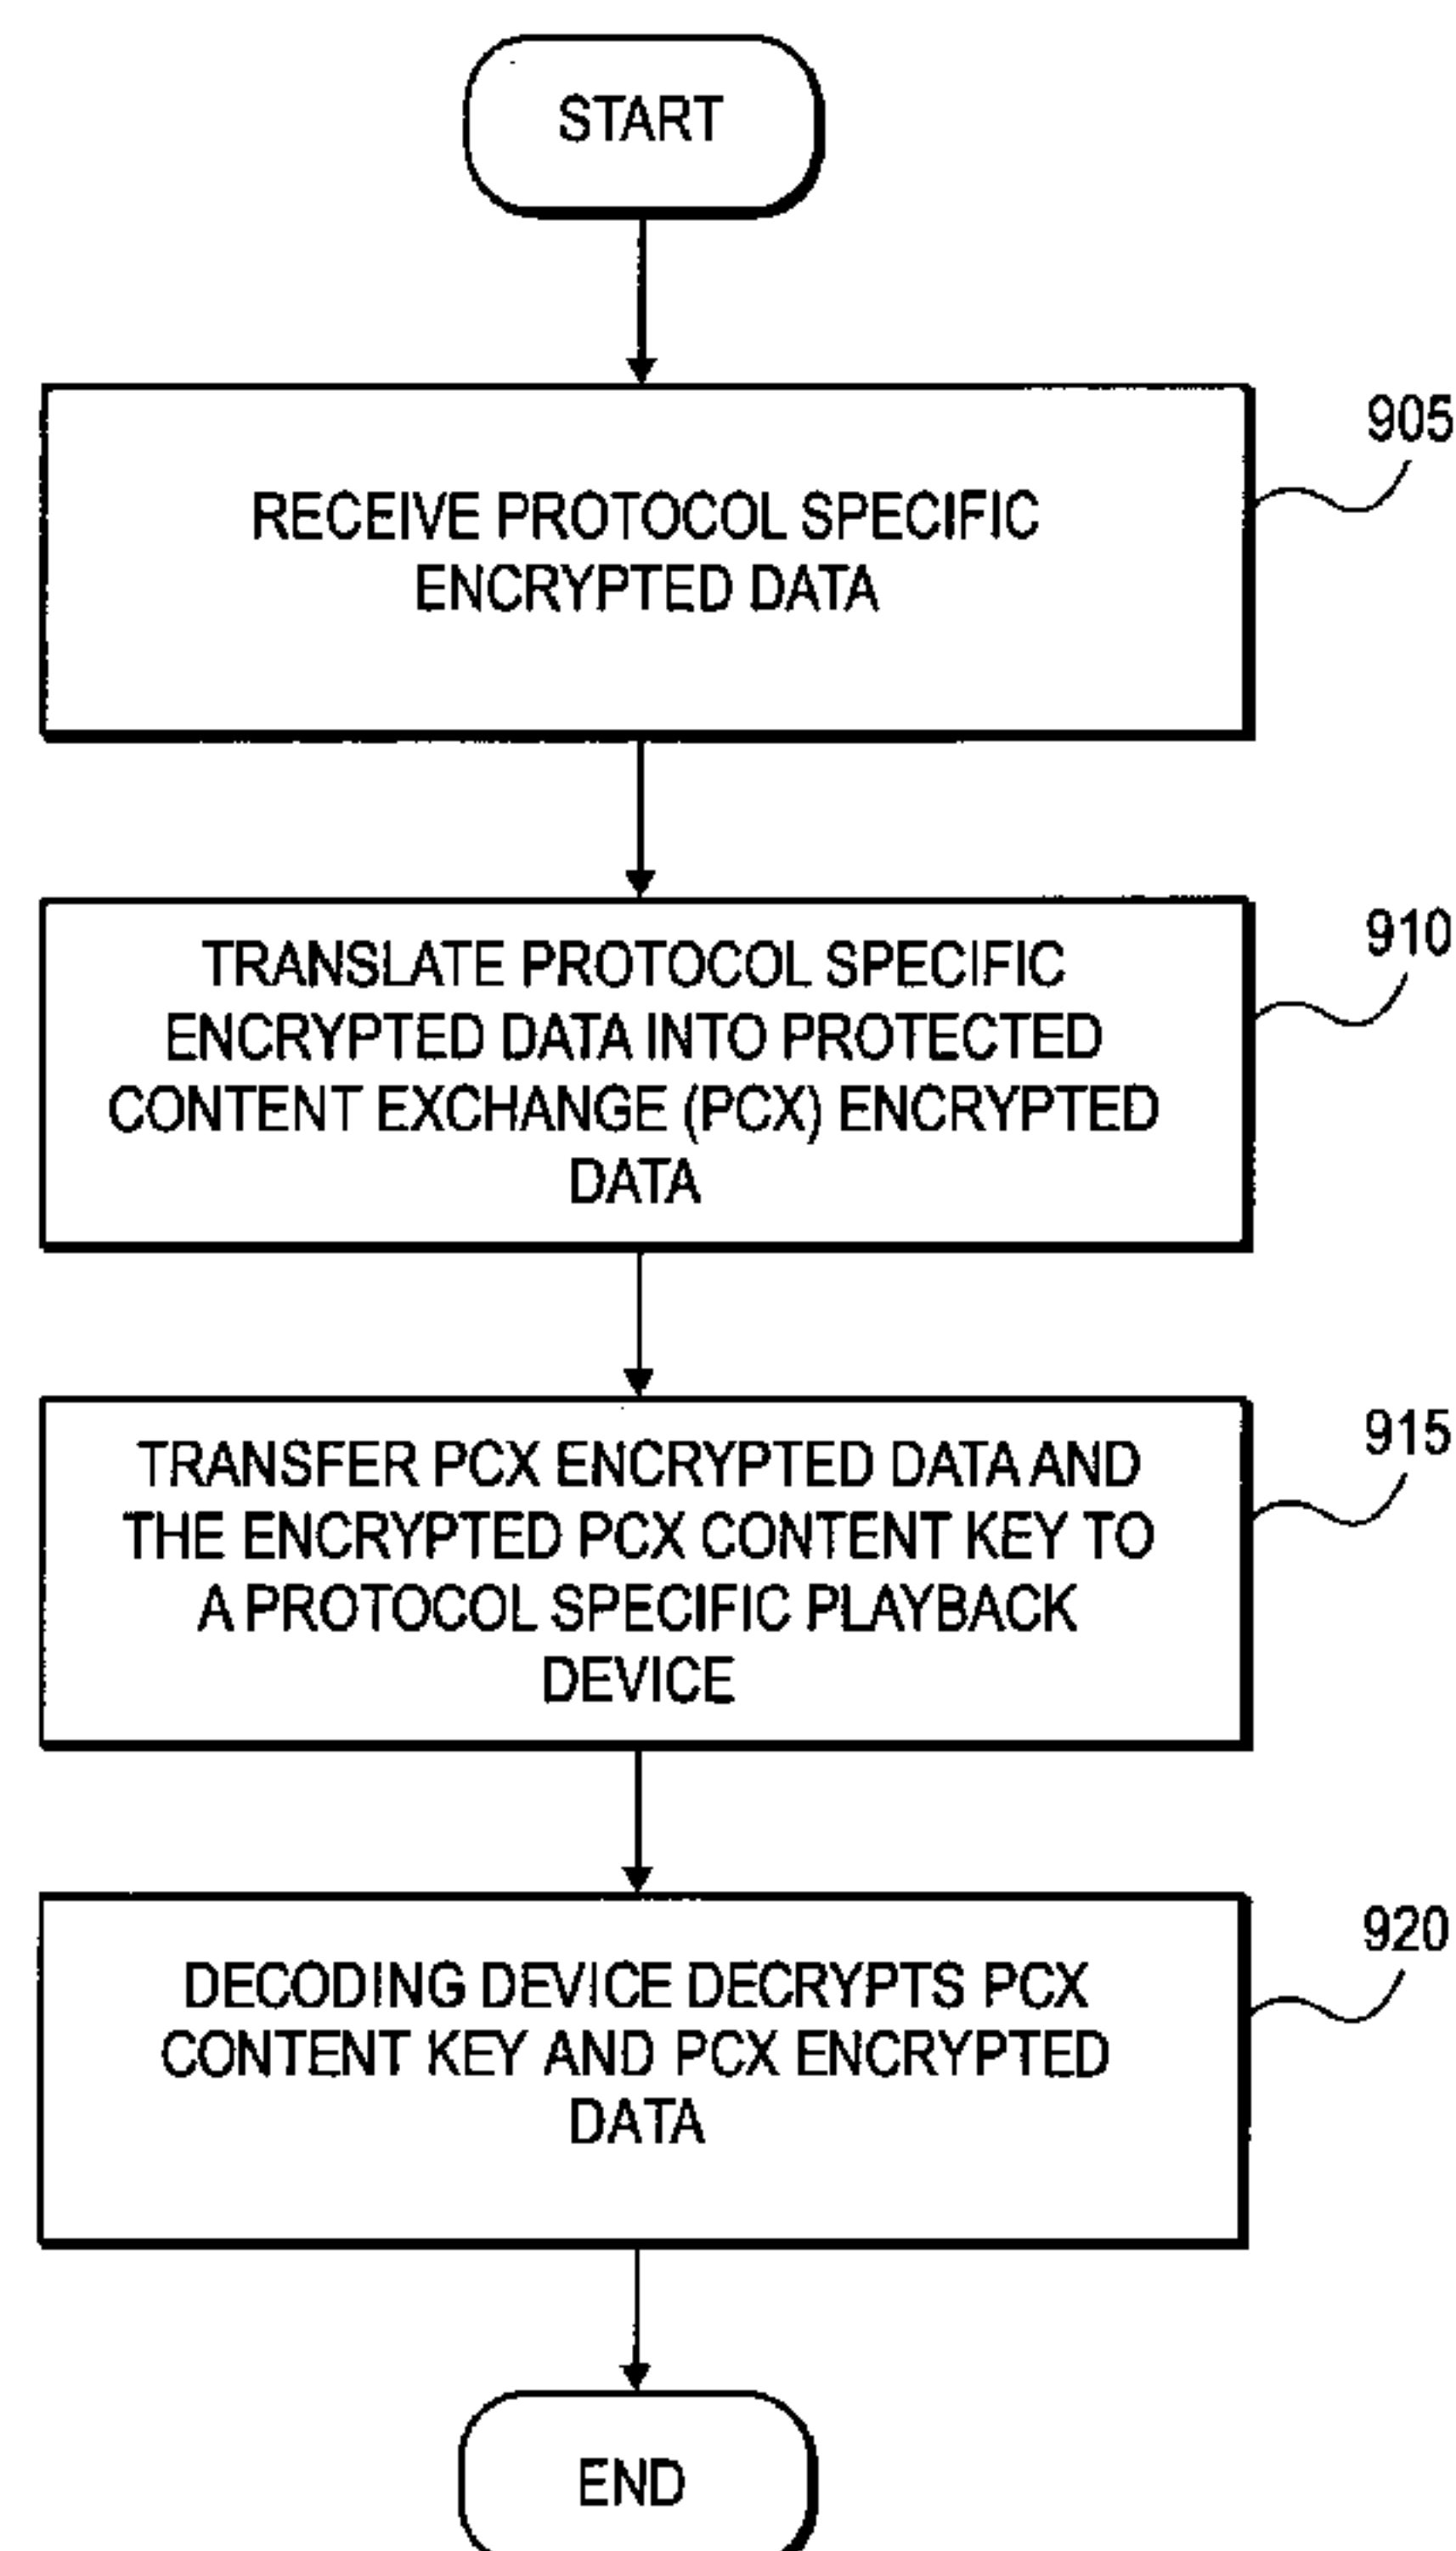 START
905
RECEIVE PROTOCOL SPECIFIC
ENCRYPTED DATA
910
TRANSLATE PROTOCOL SPECIFIC
ENCRYPTED DATA INTO PROTECTED
CONTENT EXCHANGE (PCX) ENCRYPTED
DATA
915
TRANSFER PCX ENCRYPTED DATA AND
THE ENCRYPTED PCX CONTENT KEY TO
A PROTOCOL SPECIFIC PLAYBACK
DEVICE
920
DECODING DEVICE DECRYPTS PCX
CONTENT KEY AND PCX ENCRYPTED
DATA
END